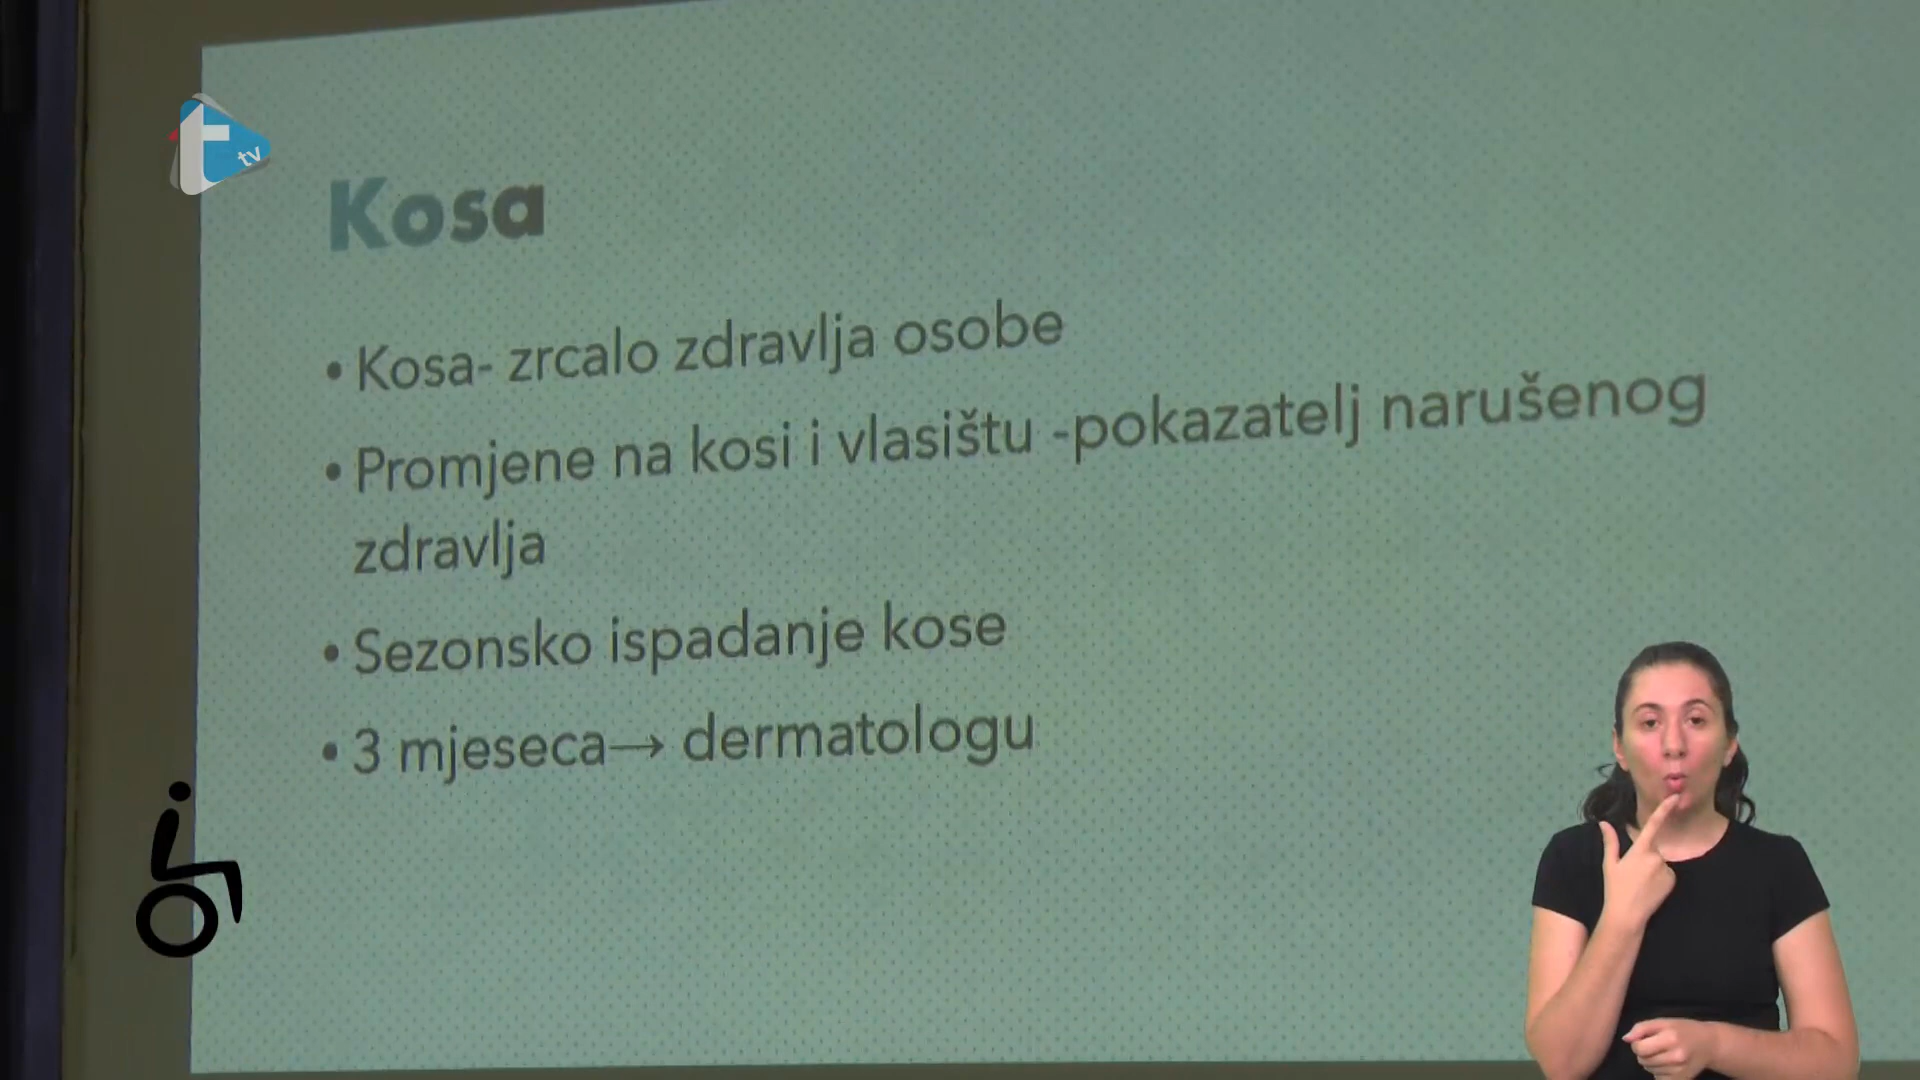 t
tv
Kosa
• Kosa- zrcalo zdravlja osobe
• Promjene na kosi i vlasištu -pokazatelj narušenog
zdravlja
• Sezonsko ispadanje kose
• 3 mjeseca→ dermatologu